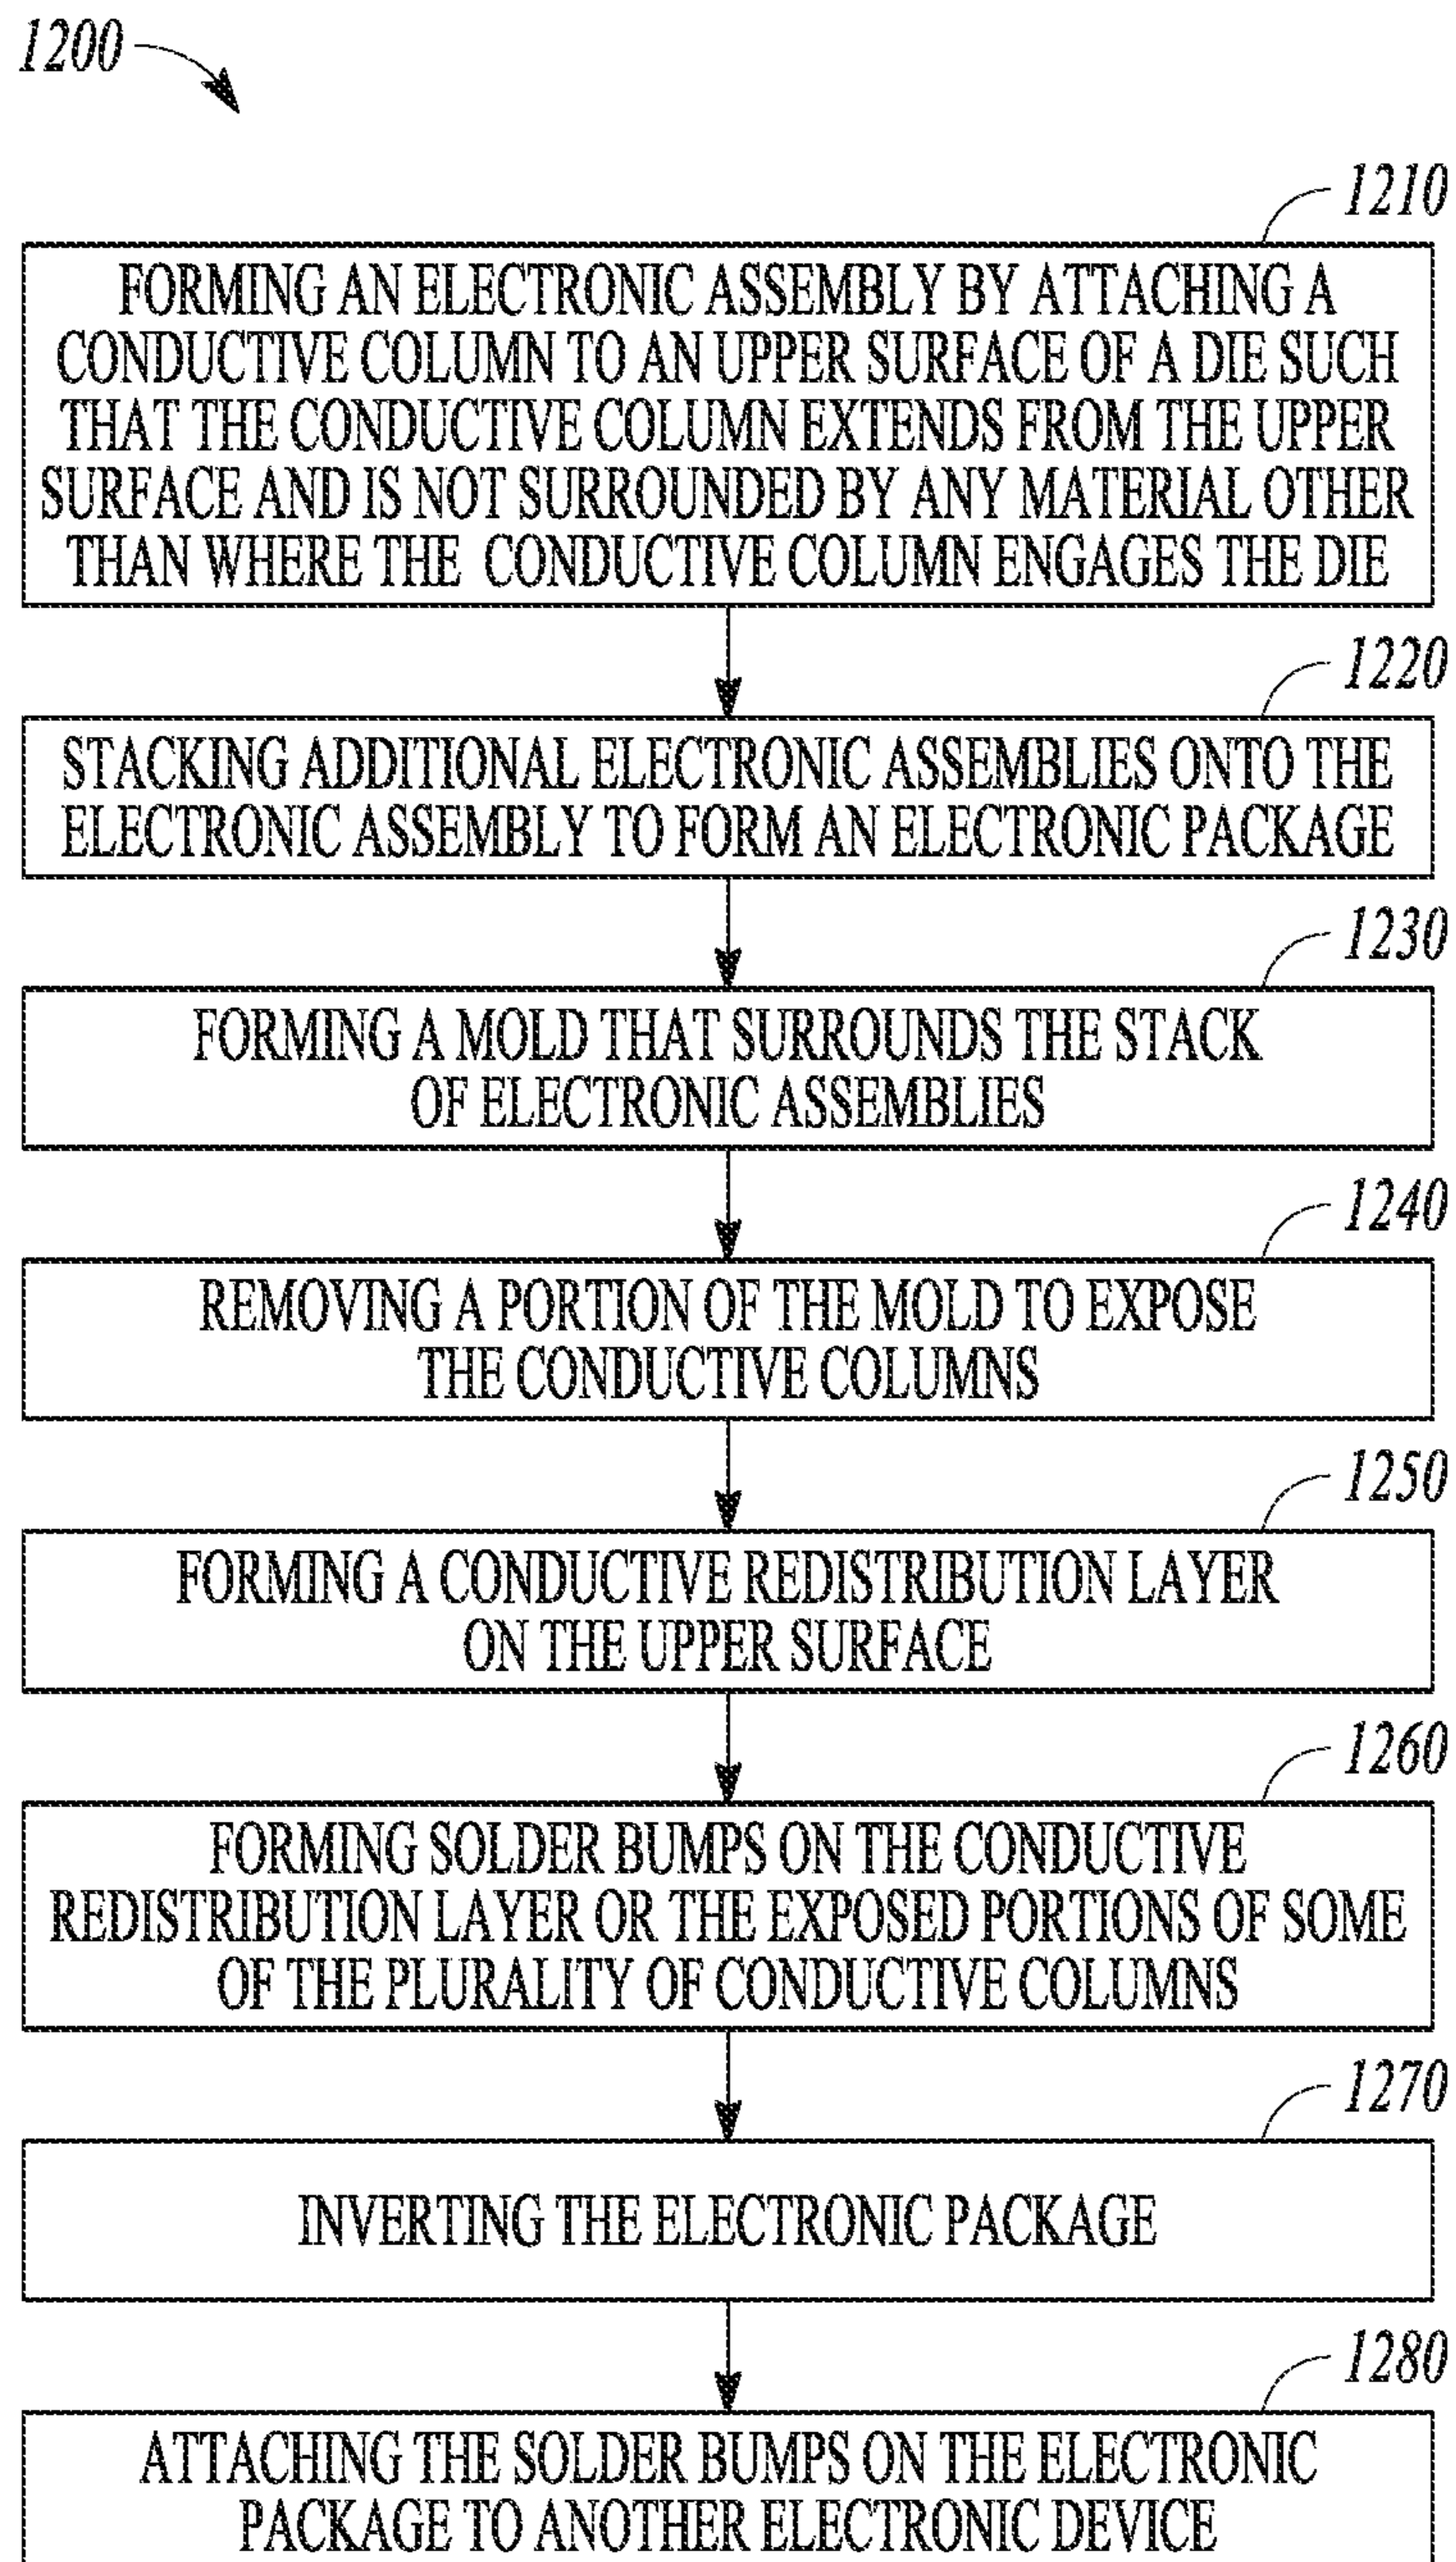 1200
1210
FORMING AN ELECTRONIC ASSEMBLY BY ATTACHING A
CONDUCTIVE COLUMN TO AN UPPER SURFACE OF A DIE SUCH
THAT THE CONDUCTIVE COLUMN EXTENDS FROM THE UPPER
SURFACE AND IS NOT SURROUNDED BY ANY MATERIAL OTHER
THAN WHERE THE CONDUCTIVE COLUMN ENGAGES THE DIE
1220
STACKING ADDITIONAL ELECTRONIC ASSEMBLIES ONTO THE
ELECTRONIC ASSEMBLY TO FORM AN ELECTRONIC PACKAGE
1230
FORMING A MOLD THAT SURROUNDS THE STACK
OF ELECTRONIC ASSEMBLIES
1240
REMOVING A PORTION OF THE MOLD TO EXPOSE
THE CONDUCTIVE COLUMNS
1250
FORMING A CONDUCTIVE REDISTRIBUTION LAYER
ON THE UPPER SURFACE
1260
FORMING SOLDER BUMPS ON THE CONDUCTIVE
REDISTRIBUTION LAYER OR THE EXPOSED PORTIONS OF SOME
OF THE PLURALITY OF CONDUCTIVE COLUMNS
1270
INVERTING THE ELECTRONIC PACKAGE
1280
ATTACHING THE SOLDER BUMPS ON THE ELECTRONIC
PACKAGE TO ANOTHER ELECTRONIC DEVICE